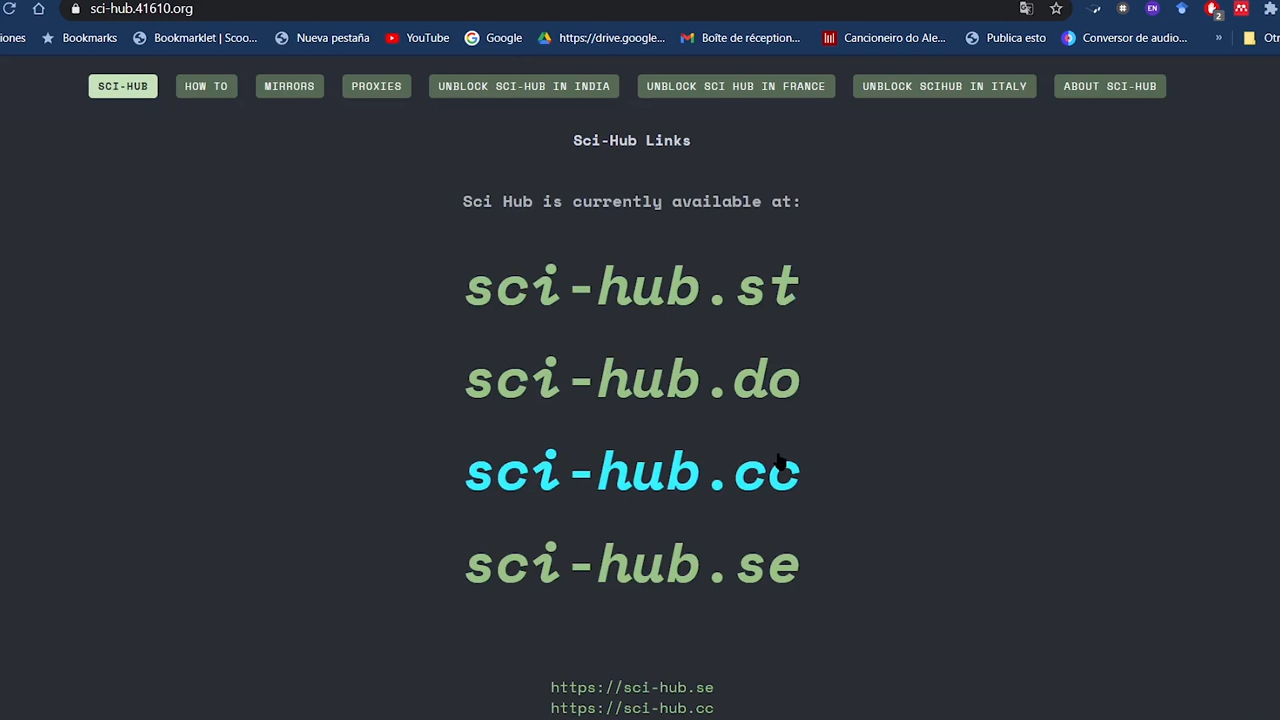 sci-hub.41610.org
iones
Bookmarks
Bookmarklet | Scoo...
Nueva pestaña
YouTube
Google
https://drive.google...
Boîte de réception...
Cancioneiro do Ale...
Publica esto
Conversor de audio...
»
Otr
SCI-HUB
HOW TO
MIRRORS
PROXIES
UNBLOCK SCI-HUB IN INDIA
UNBLOCK SCI HUB IN FRANCE
UNBLOCK SCIHUB IN ITALY
ABOUT SCI-HUB
Sci-Hub Links
Sci Hub is currently available at:
sci-hub.st
sci-hub.do
sci-hub.cc
sci-hub.se
https://sci-hub.se
https://sci-hub.cc